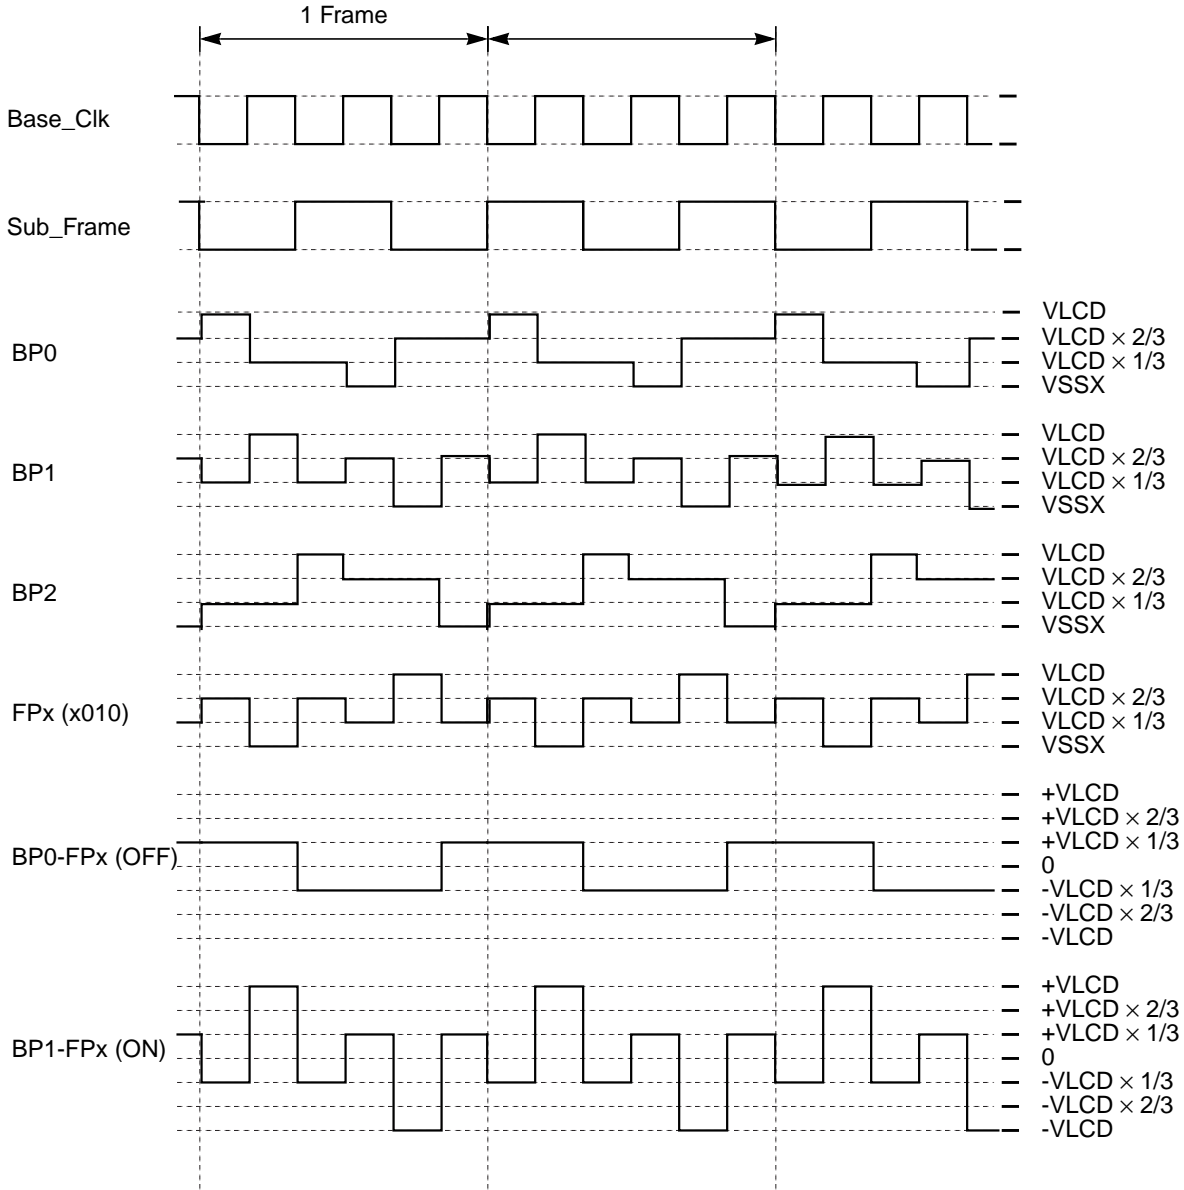 1 Frame
Base_Clk
Sub_Frame
BP0
VLCD
VLCD × 2/3
VLCD × 1/3
VSSX
BP1
VLCD
VLCD × 2/3
VLCD × 1/3
VSSX
BP2
VLCD
VLCD × 2/3
VLCD × 1/3
VSSX
FPx (x010)
VLCD
VLCD × 2/3
VLCD × 1/3
VSSX
BP0-FPx (OFF)
+VLCD
+VLCD × 2/3
+VLCD × 1/3
0
-VLCD × 1/3
-VLCD × 2/3
-VLCD
BP1-FPx (ON)
+VLCD
+VLCD × 2/3
+VLCD × 1/3
0
-VLCD × 1/3
-VLCD × 2/3
-VLCD